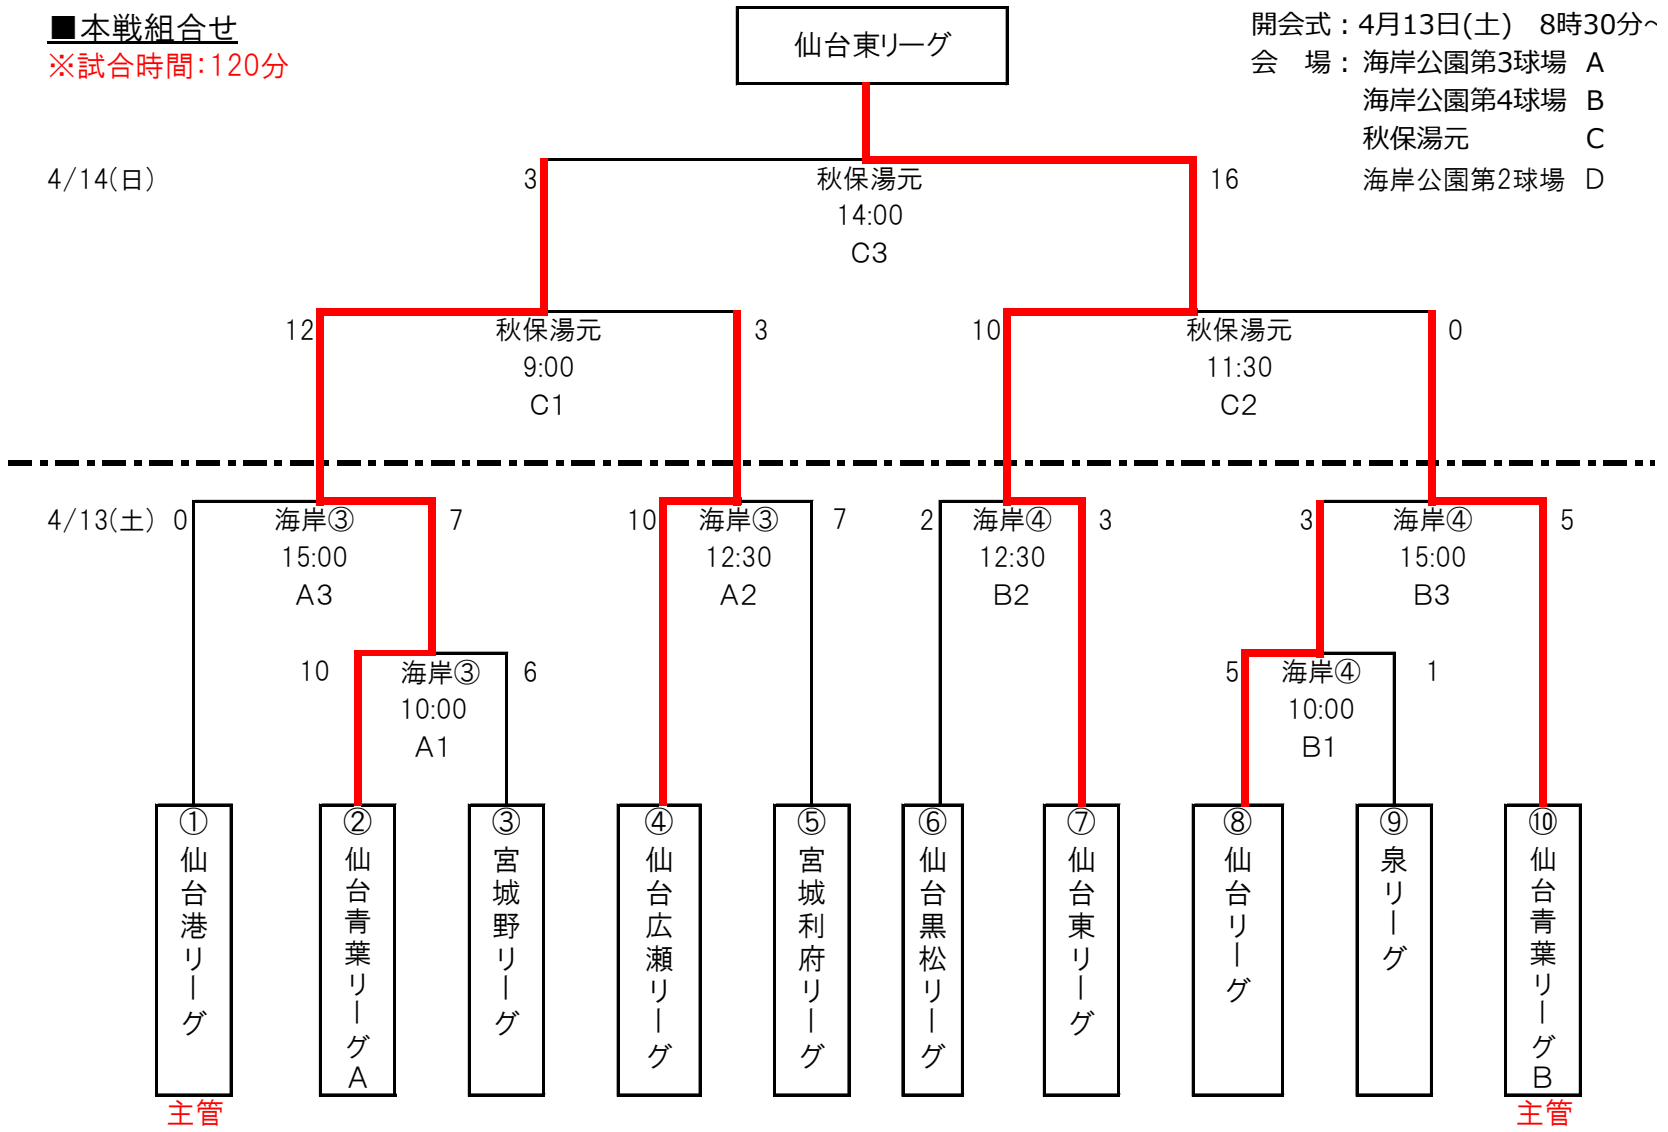 ■本戦組合せ
※試合時間：120分
仙台東リーグ
開会式：4月13日(土)　8時30分～
会　場：海岸公園第3球場　A
海岸公園第4球場　B
秋保湯元　C
海岸公園第2球場　D
4/14(日)
3 秋保湯元 16
14:00
C3
12 秋保湯元 3 10 秋保湯元 0
9:00 11:30
C1 C2
4/13(土) 0 海岸③ 7 10 海岸③ 7 2 海岸④ 3 3 海岸④ 5
15:00 12:30 12:30 15:00
A3 A2 B2 B3
10 海岸③ 6 5 海岸④ 1
10:00 10:00
A1 B1
①仙台港リーグ
②仙台青葉リーグA
③宮城野リーグ
④仙台広瀬リーグ
⑤宮城利府リーグ
⑥仙台黒松リーグ
⑦仙台東リーグ
⑧仙台リーグ
⑨泉リーグ
⑩仙台青葉リーグB
主管 主管